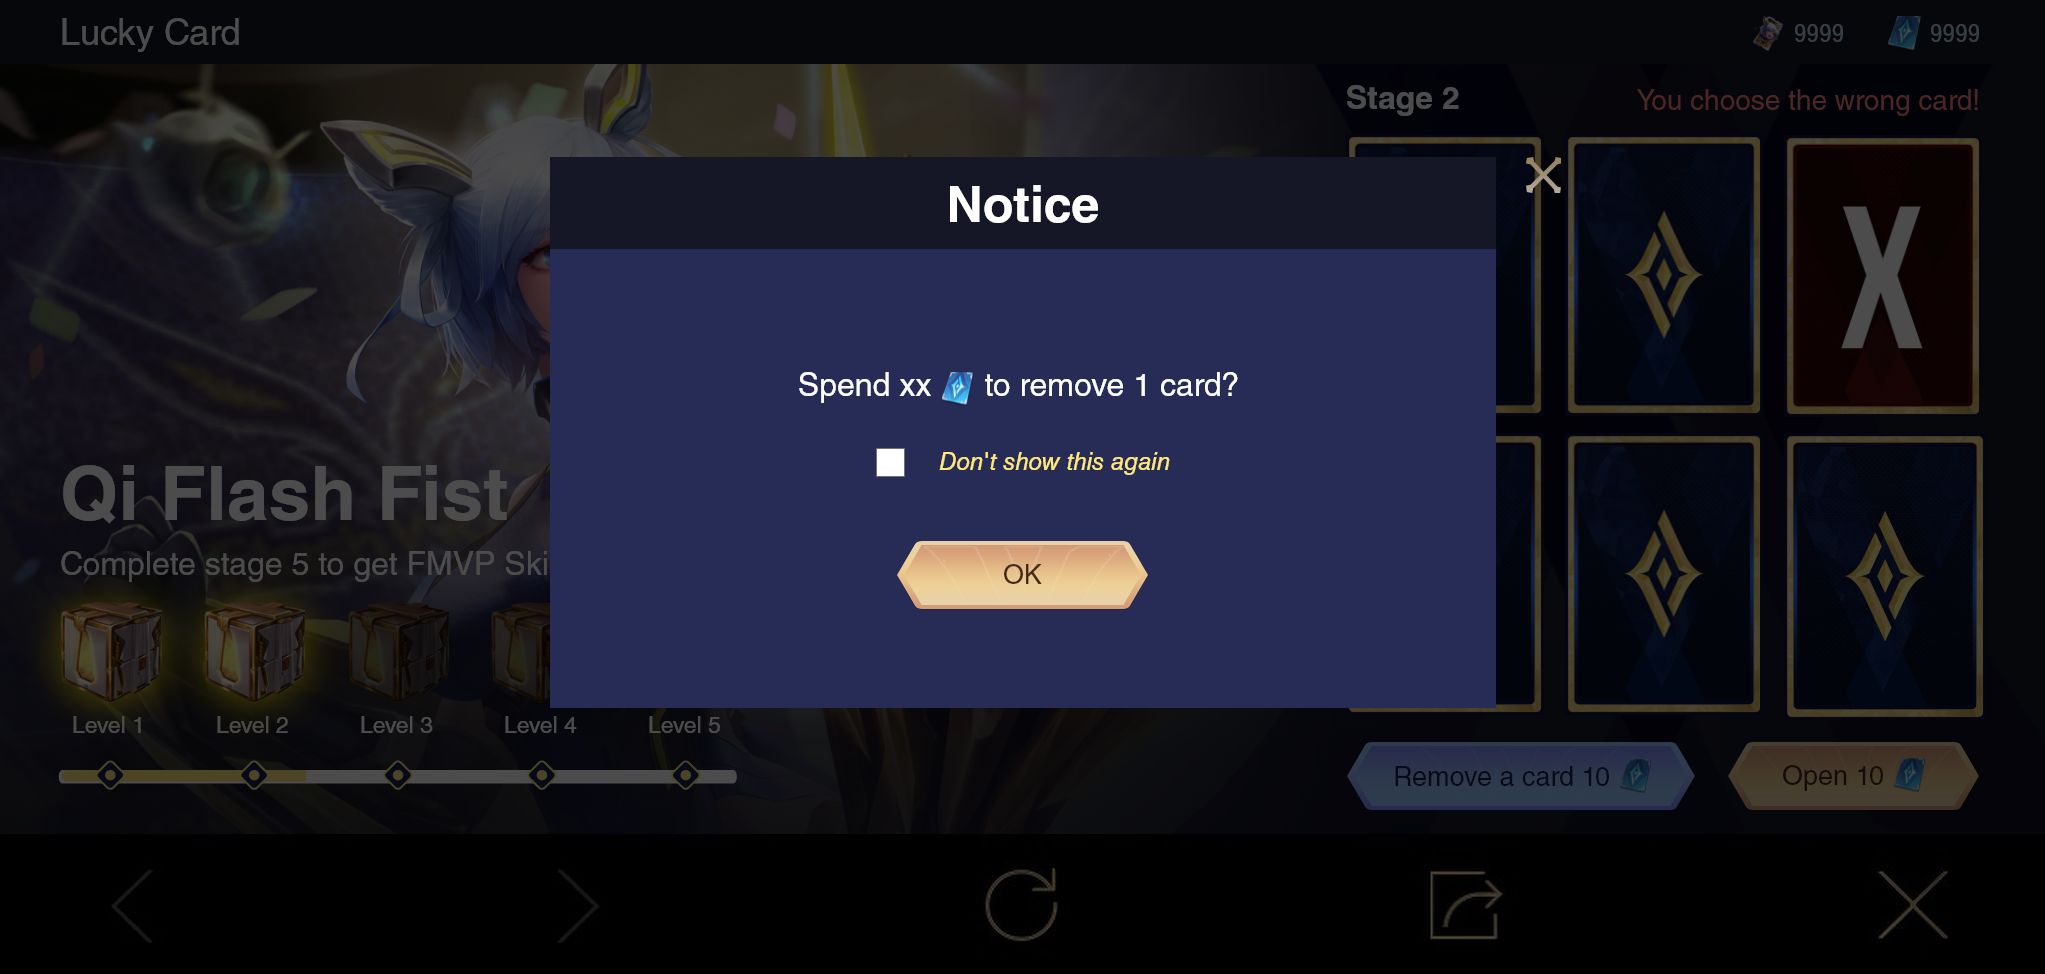 Lucky Card
9999
9999
Stage 2
You choose the wrong card!
X
Notice
Spend xx to remove 1 card?
Don't show this again
OK
Qi Flash Fist
Complete stage 5 to get FMVP Ski
Level 1
Level 2
Level 3
Level 4
Level 5
Remove a card 10
Open 10